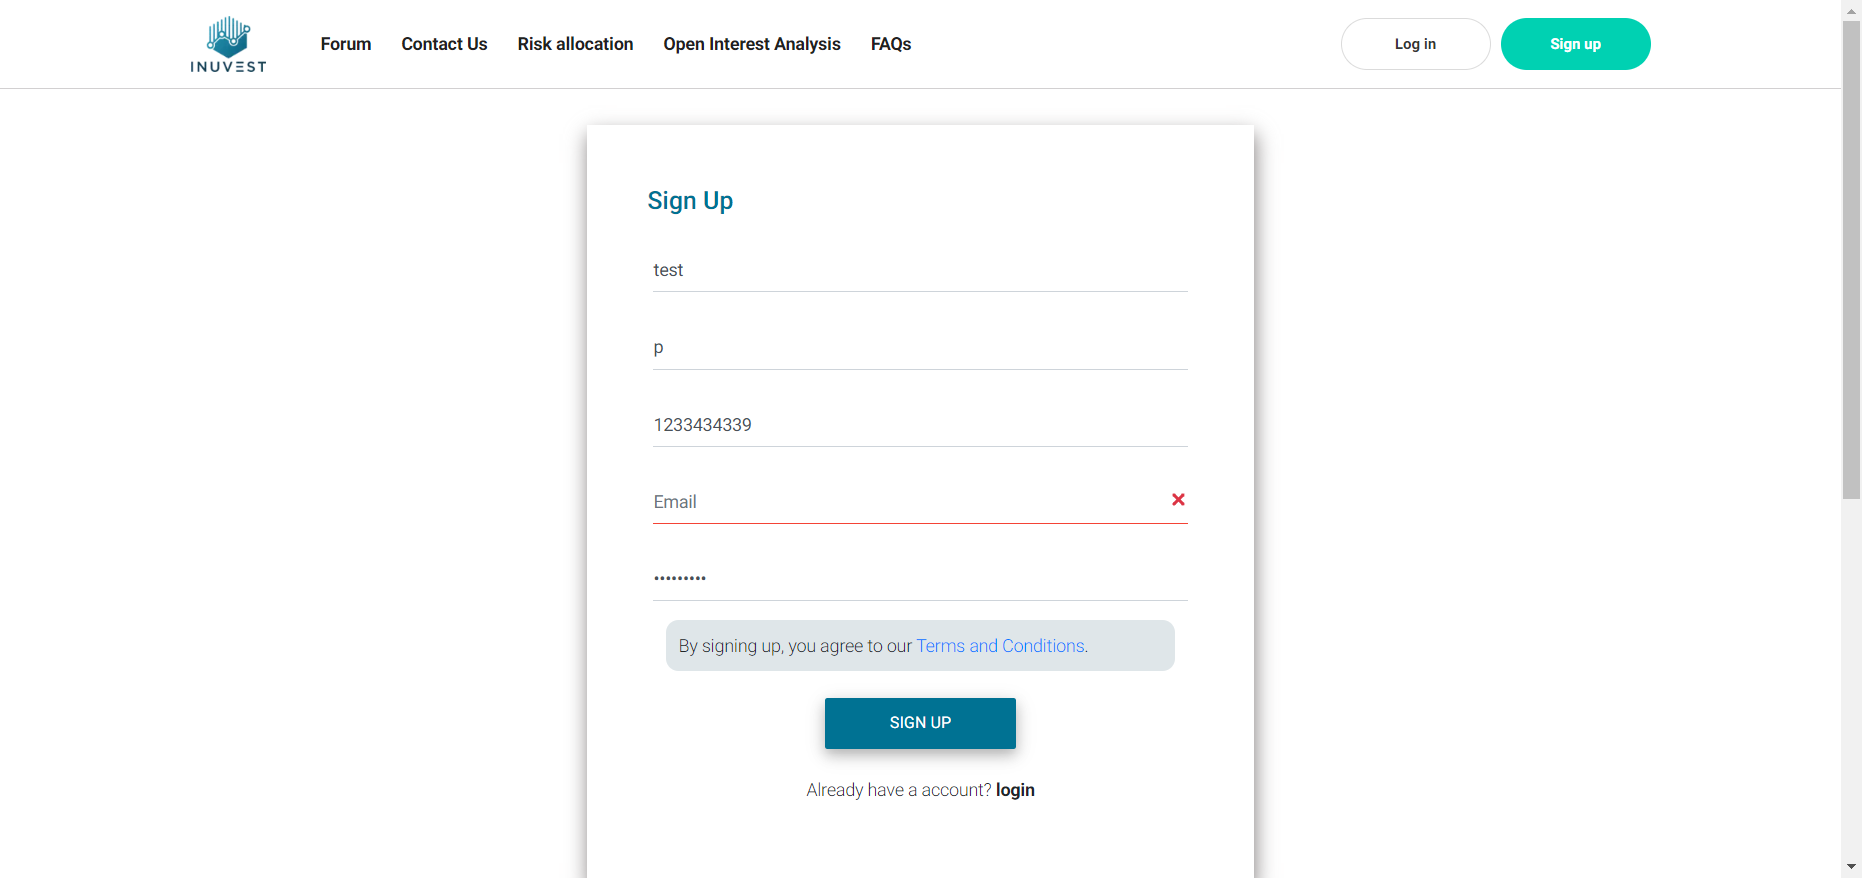 INUVEST
Forum Contact Us Risk allocation Open Interest Analysis FAQs Log in Sign up
Sign Up
test
p
1233434339
Email
•••••••••
By signing up, you agree to our Terms and Conditions.
SIGN UP
Already have a account? login